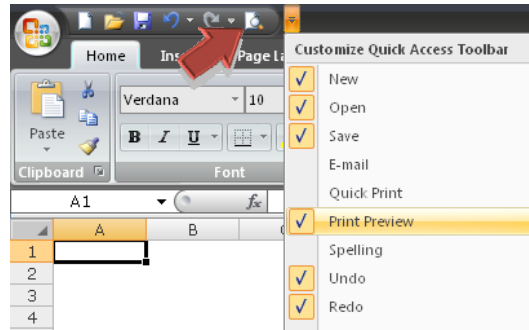 Home Ins Page La
Customize Quick Access Toolbar
New
Open
Save
E-mail
Quick Print
Print Preview
Spelling
Undo
Redo
Verdana 10
Paste
B I U
Clipboard Font
A1 fx
A B
1
2
3
4